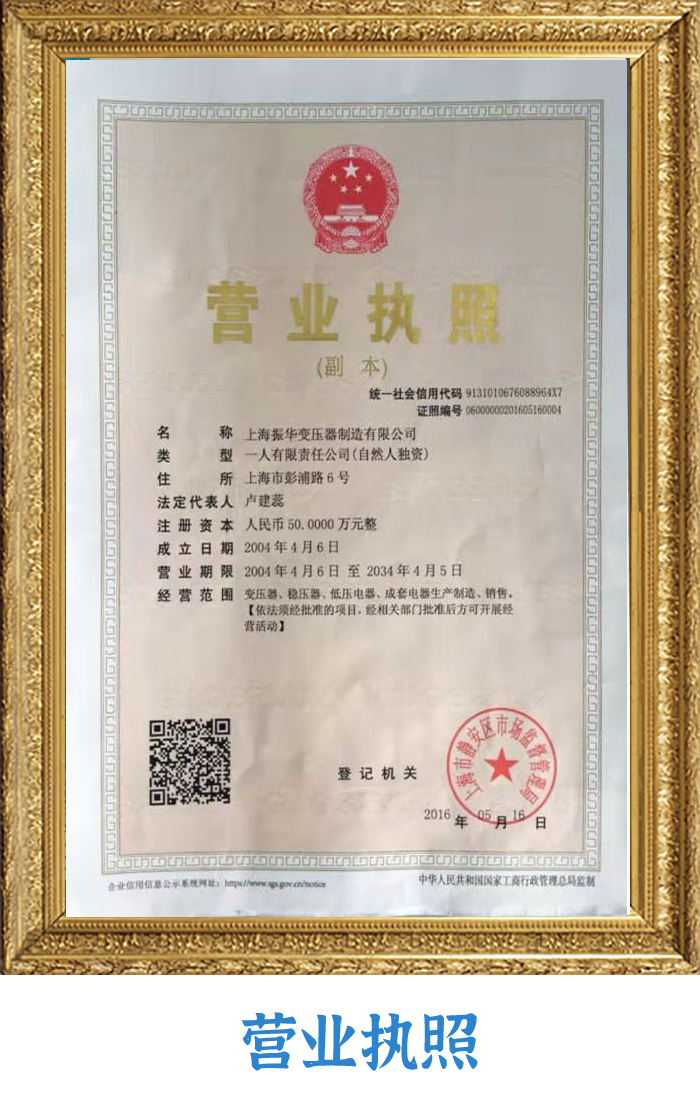 营业执照
(副 本)
统一社会信用代码 9131010676088964X7
证照编号 06000000201605160004
名 称 上海振华变压器制造有限公司
类 型 一人有限责任公司(自然人独资)
住 所 上海市彭浦路6号
法定代表人 卢建蕊
注册资本 人民币50.0000万元整
成立日期 2004年4月6日
营业期限 2004年4月6日 至 2034年4月5日
经营范围 变压器、稳压器、低压电器、成套电器生产制造、销售。
【依法须经批准的项目,经相关部门批准后方可开展经
营活动】
登记机关
上海市静安区市场监督管理局
2016年05月16日
企业信用信息公示系统网址:https://www.sgs.gov.cn/notice
中华人民共和国国家工商行政管理总局监制
营业执照